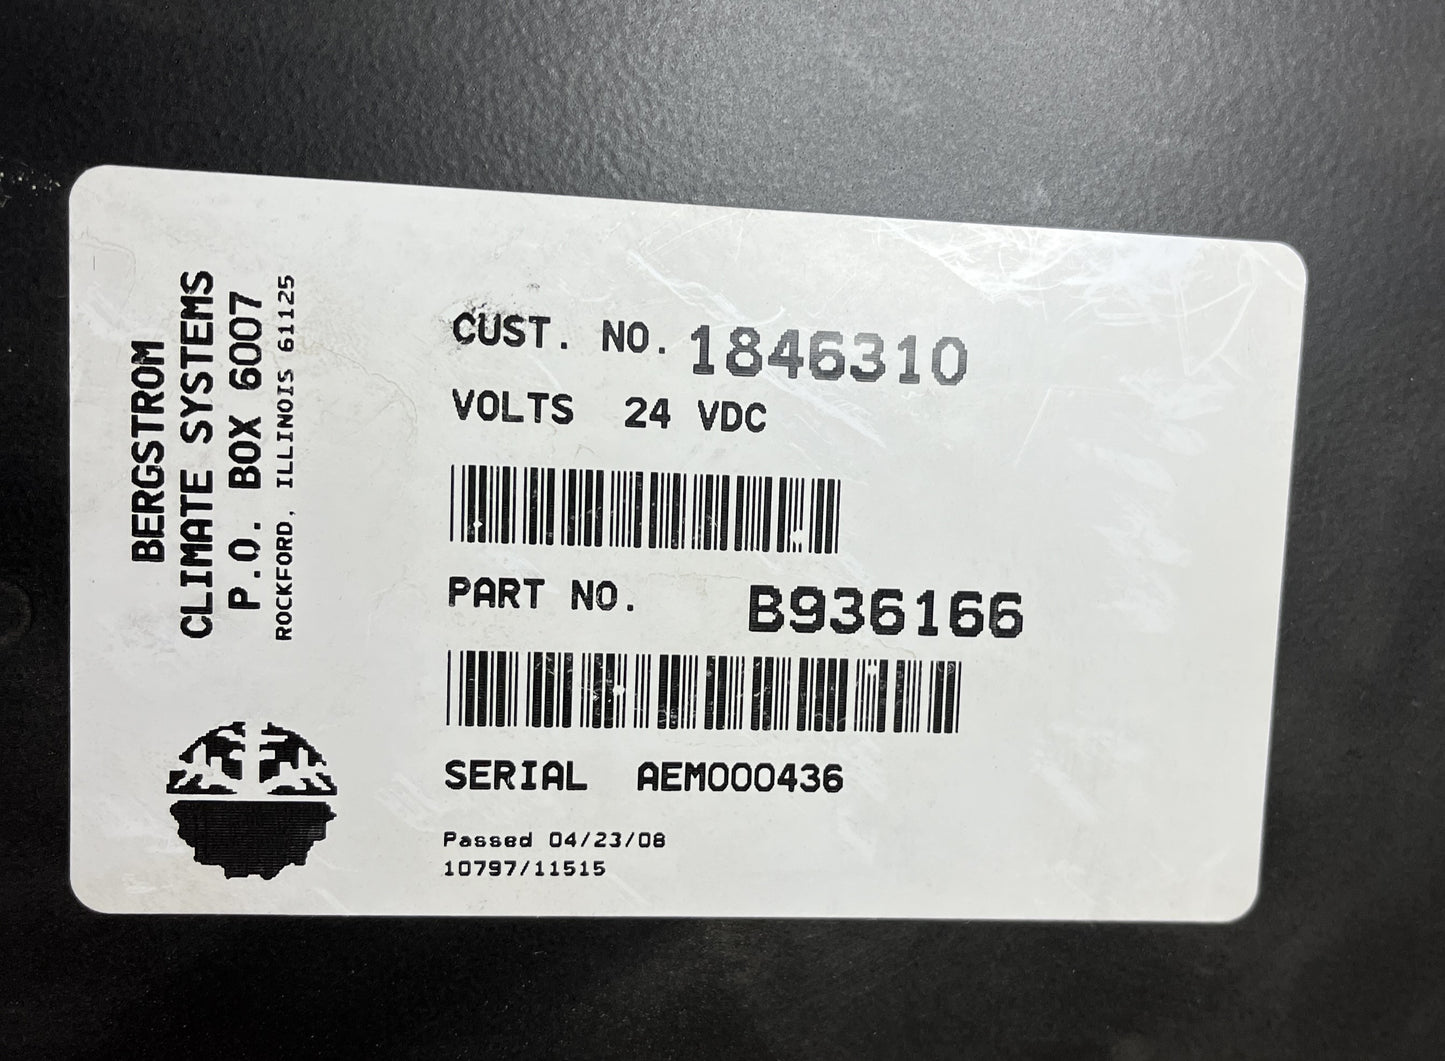 BERGSTROM
CLIMATE SYSTEMS
P.O. BOX 6007
ROCKFORD, ILLINOIS 61125
CUST. NO. 1846310
VOLTS 24 VDC
PART NO. B936166
SERIAL AEM000436
Passed 04/23/08
10797/11515